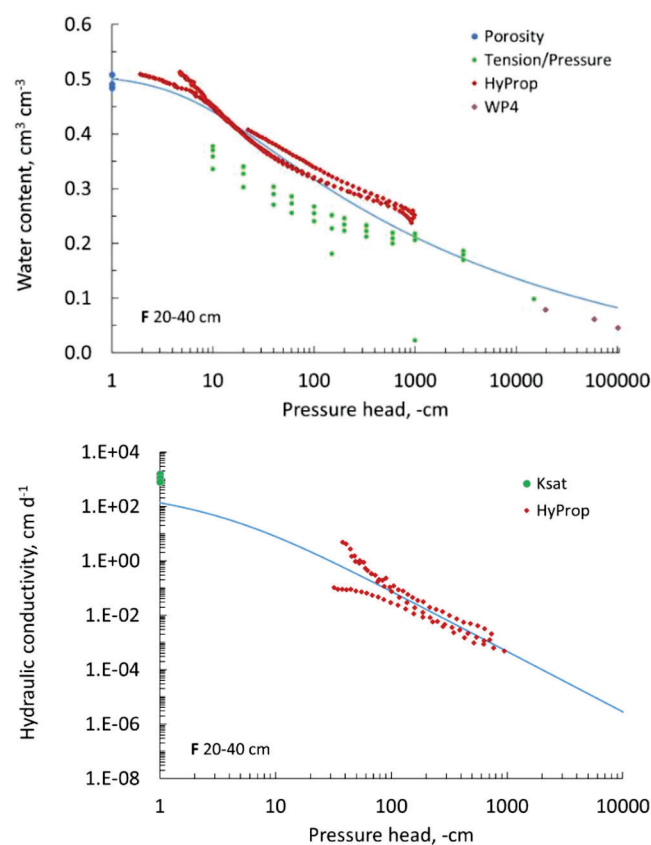 0.6
0.5
0.4
0.3
0.2
0.1
0.0
Water content, cm³ cm⁻³
Porosity
Tension/Pressure
HyProp
WP4
F 20-40 cm
1 10 100 1000 10000 100000
Pressure head, -cm
1.E+04
1.E+02
1.E+00
1.E-02
1.E-04
1.E-06
1.E-08
Hydraulic conductivity, cm d⁻¹
Ksat
HyProp
F 20-40 cm
1 10 100 1000 10000
Pressure head, -cm